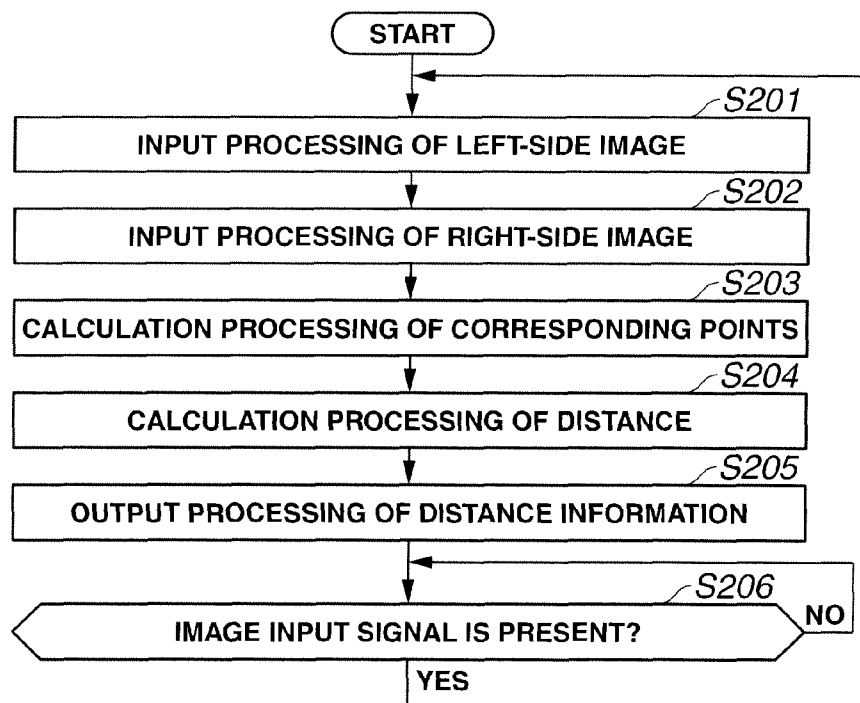 START
S201
INPUT PROCESSING OF LEFT-SIDE IMAGE
S202
INPUT PROCESSING OF RIGHT-SIDE IMAGE
S203
CALCULATION PROCESSING OF CORRESPONDING POINTS
S204
CALCULATION PROCESSING OF DISTANCE
S205
OUTPUT PROCESSING OF DISTANCE INFORMATION
S206
IMAGE INPUT SIGNAL IS PRESENT?
NO
YES